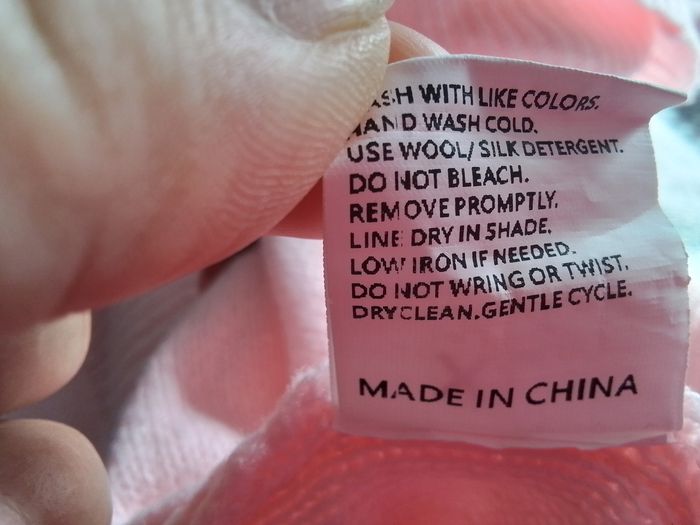 WASH WITH LIKE COLORS.
HAND WASH COLD.
USE WOOL/ SILK DETERGENT.
DO NOT BLEACH.
REMOVE PROMPTLY.
LINE DRY IN SHADE.
LOW IRON IF NEEDED.
DO NOT WRING OR TWIST.
DRYCLEAN.GENTLE CYCLE.
MADE IN CHINA